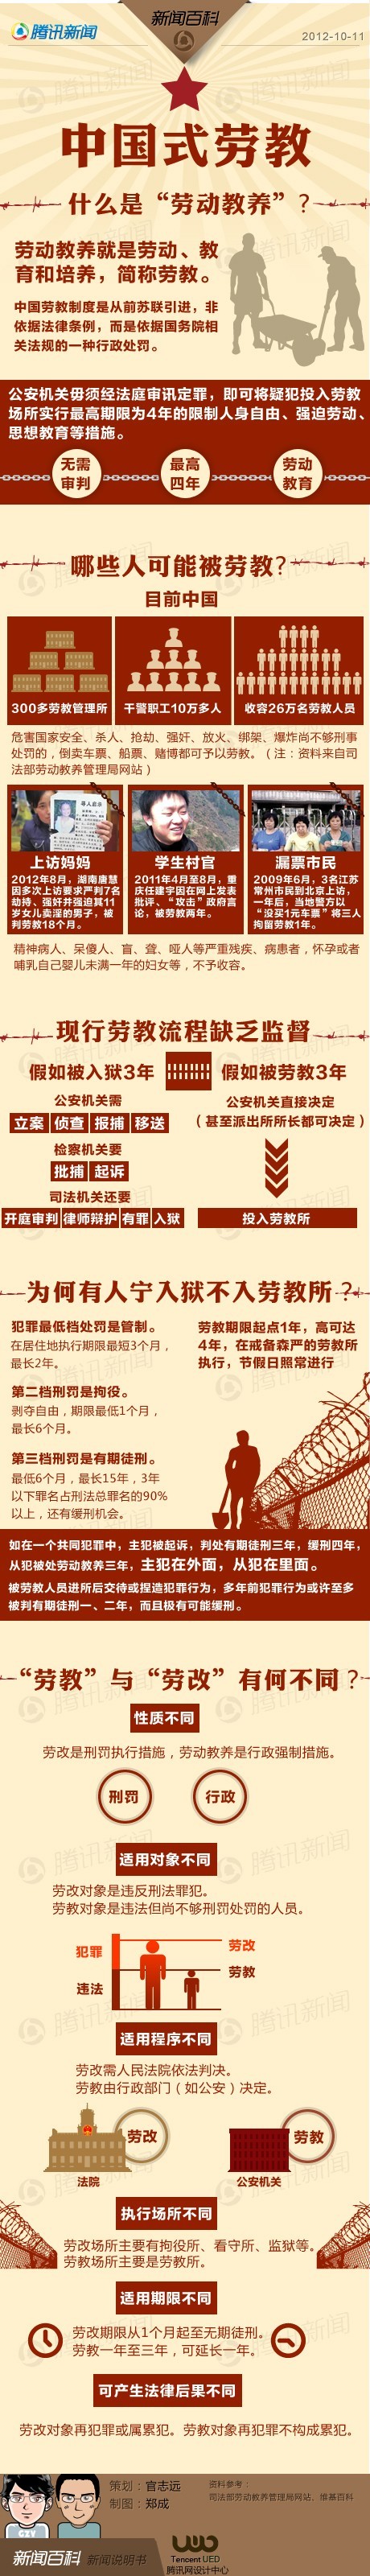 腾讯新闻
新闻百科
2012-10-11
中国式劳教
什么是“劳动教养”?
劳动教养就是劳动、教
育和培养，简称劳教。
中国劳教制度是从前苏联引进，非
依据法律条例，而是依据国务院相
关法规的一种行政处罚。
公安机关毋须经法庭审讯定罪，即可将疑犯投入劳教
场所实行最高期限为4年的限制人身自由、强迫劳动、
思想教育等措施。
无需
审判
最高
四年
劳动
教育
哪些人可能被劳教?
目前中国
300多劳教管理所
干警职工10万多人
收容26万名劳教人员
危害国家安全、杀人、抢劫、强奸、放火、绑架、爆炸尚不够刑事
处罚的，倒卖车票、船票、赌博都可予以劳教。（注：资料来自司
法部劳动教养管理局网站）
上访妈妈
2012年8月，湖南唐慧
因多次上访要求严判7名
劫持、强奸并强迫其11
岁女儿卖淫的男子，被
判劳教18个月。
学生村官
2011年4月至8月，重
庆任建宇因在网上发表
批评、“攻击”政府言
论，被劳教两年。
漏票市民
2009年6月，3名江苏
常州市民到北京上访，
一年后，当地警方以
“没买1元车票”将三人
拘留劳教1年。
精神病人、呆傻人、盲、聋、哑人等严重残疾、病患者，怀孕或者
哺乳自己婴儿未满一年的妇女等，不予收容。
现行劳教流程缺乏监督
假如被入狱3年
假如被劳教3年
公安机关需
立案 侦查 报捕 移送
检察机关要
批捕 起诉
司法机关还要
开庭审判 律师辩护 有罪 入狱
公安机关直接决定
（甚至派出所所长都可决定）
投入劳教所
为何有人宁入狱不入劳教所？
犯罪最低档处罚是管制。
在居住地执行期限最短3个月，
最长2年。
第二档刑罚是拘役。
剥夺自由，期限最低1个月，
最长6个月。
第三档刑罚是有期徒刑。
最低6个月，最长15年，3年
以下罪名占刑法总罪名的90%
以上，还有缓刑机会。
劳教期限起点1年，高可达
4年，在戒备森严的劳教所
执行，节假日照常进行
如在一个共同犯罪中，主犯被起诉，判处有期徒刑三年，缓刑四年，
从犯被处劳动教养三年，主犯在外面，从犯在里面。
被劳教人员进所后交待或捏造犯罪行为，多年前犯罪行为或许至多
被判有期徒刑一、二年，而且极有可能缓刑。
“劳教”与“劳改”有何不同？
性质不同
劳改是刑罚执行措施，劳动教养是行政强制措施。
刑罚
行政
适用对象不同
劳改对象是违反刑法罪犯。
劳教对象是违法但尚不够刑罚处罚的人员。
犯罪
违法
劳改
劳教
适用程序不同
劳改需人民法院依法判决。
劳教由行政部门（如公安）决定。
劳改
法院
劳教
公安机关
执行场所不同
劳改场所主要有拘役所、看守所、监狱等。
劳教场所主要是劳教所。
适用期限不同
劳改期限从1个月起至无期徒刑。
劳教一年至三年，可延长一年。
可产生法律后果不同
劳改对象再犯罪或属累犯。劳教对象再犯罪不构成累犯。
策划：官志远
制图：郑成
资料参考：
司法部劳动教养管理局网站、维基百科
新闻百科 新闻说明书
Tencent UED
腾讯网设计中心